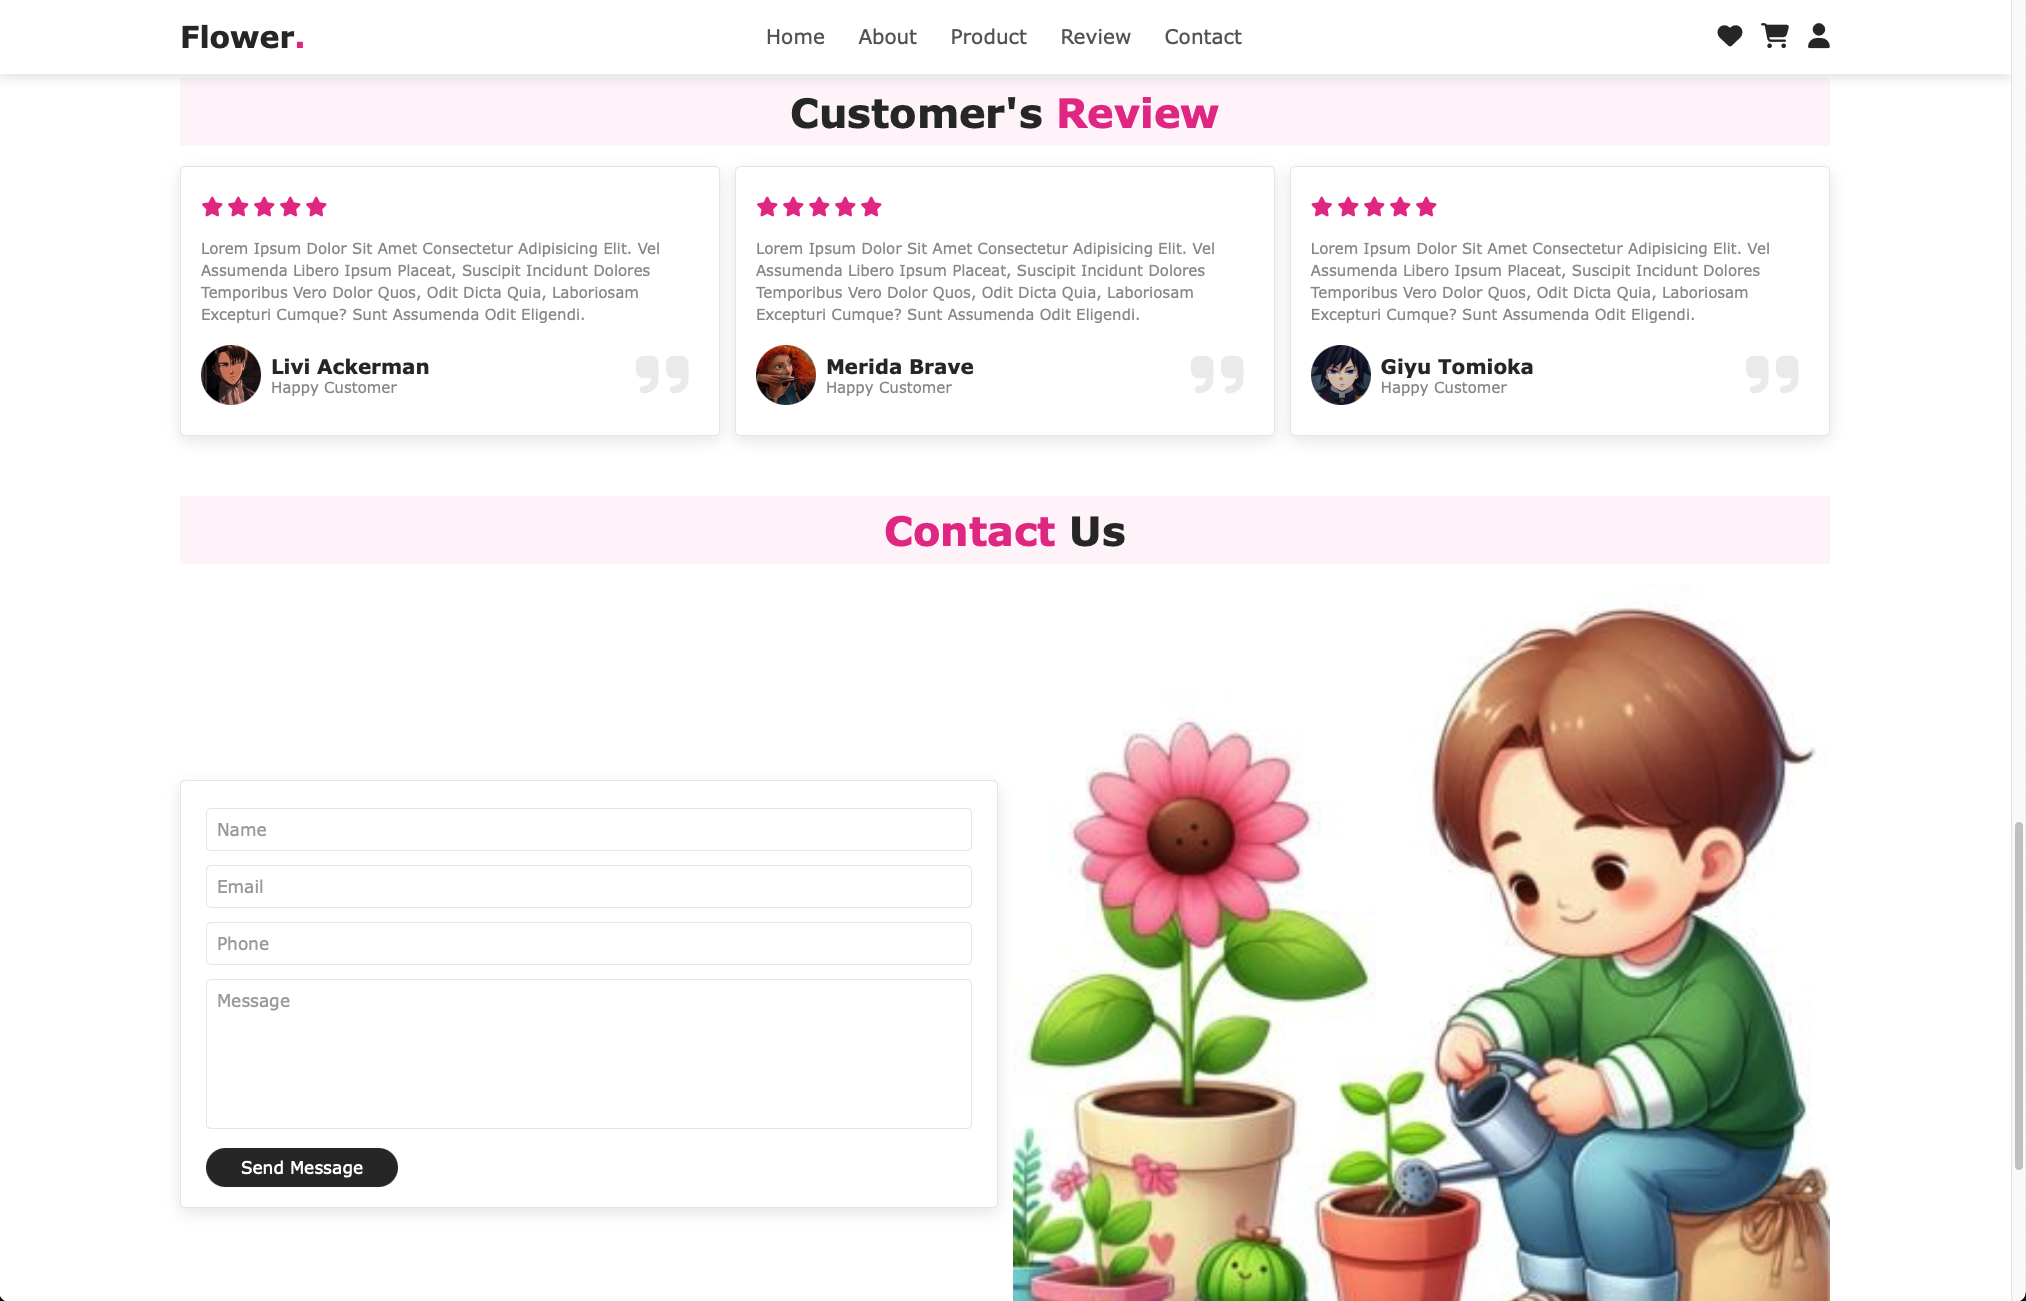 Flower.
Home About Product Review Contact
Customer's Review
Lorem Ipsum Dolor Sit Amet Consectetur Adipisicing Elit. Vel
Assumenda Libero Ipsum Placeat, Suscipit Incidunt Dolores
Temporibus Vero Dolor Quos, Odit Dicta Quia, Laboriosam
Excepturi Cumque? Sunt Assumenda Odit Eligendi.
Livi Ackerman
Happy Customer
Lorem Ipsum Dolor Sit Amet Consectetur Adipisicing Elit. Vel
Assumenda Libero Ipsum Placeat, Suscipit Incidunt Dolores
Temporibus Vero Dolor Quos, Odit Dicta Quia, Laboriosam
Excepturi Cumque? Sunt Assumenda Odit Eligendi.
Merida Brave
Happy Customer
Lorem Ipsum Dolor Sit Amet Consectetur Adipisicing Elit. Vel
Assumenda Libero Ipsum Placeat, Suscipit Incidunt Dolores
Temporibus Vero Dolor Quos, Odit Dicta Quia, Laboriosam
Excepturi Cumque? Sunt Assumenda Odit Eligendi.
Giyu Tomioka
Happy Customer
Contact Us
Name
Email
Phone
Message
Send Message